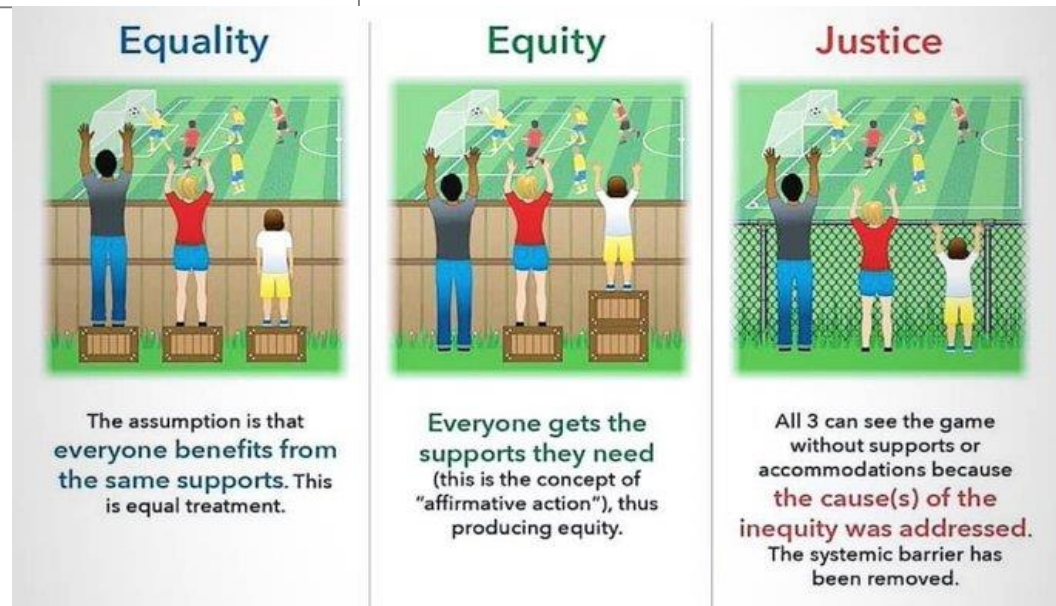 Equality
The assumption is that
everyone benefits from
the same supports. This
is equal treatment.
Equity
Everyone gets the
supports they need
(this is the concept of
"affirmative action"), thus
producing equity.
Justice
All 3 can see the game
without supports or
accommodations because
the cause(s) of the
inequity was addressed.
The systemic barrier has
been removed.